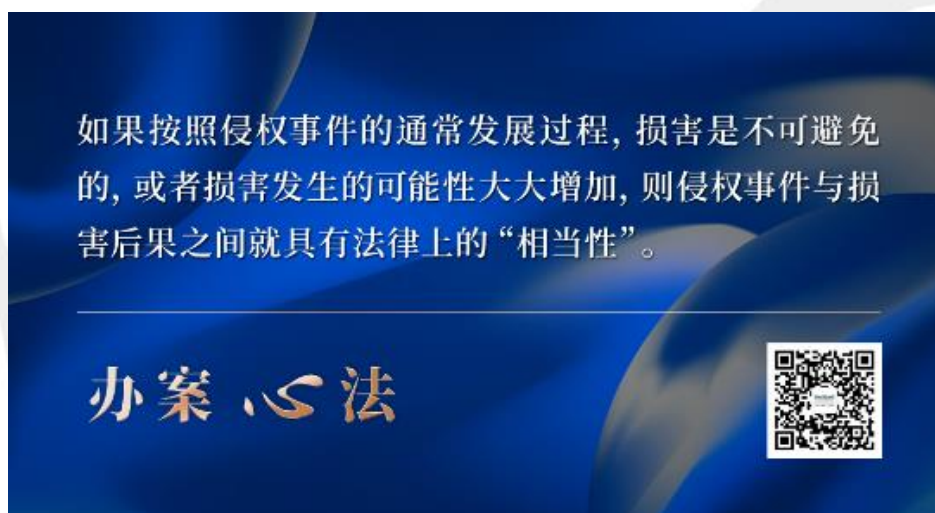 如果按照侵权事件的通常发展过程, 损害是不可避免
的, 或者损害发生的可能性大大增加, 则侵权事件与损
害后果之间就具有法律上的“相当性”。
办案心法